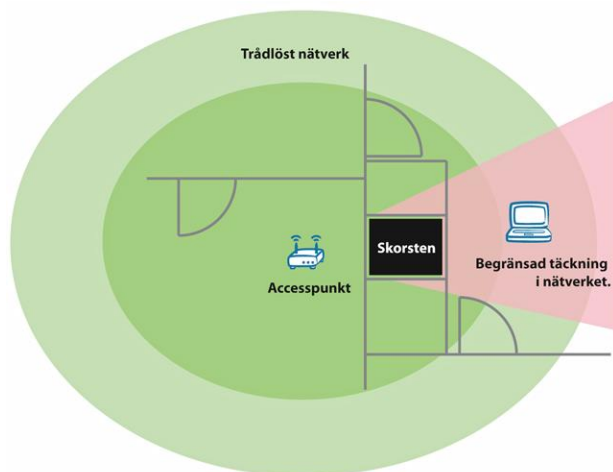 Trådlöst nätverk
Skorsten
Accesspunkt
Begränsad täckning
i nätverket.